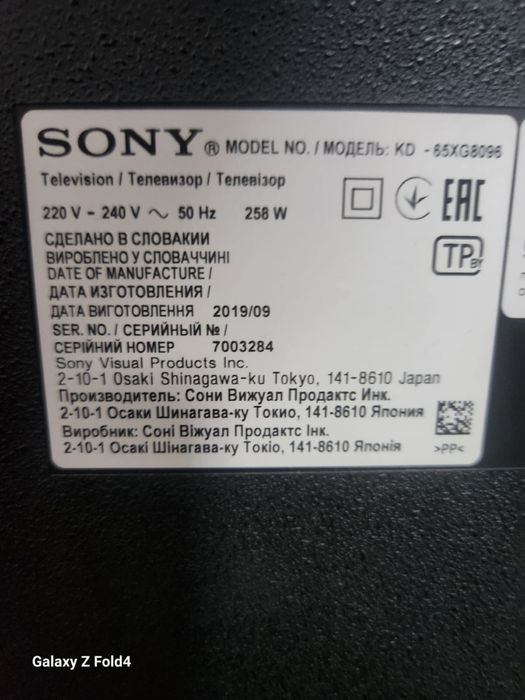 SONY® MODEL NO. / МОДЕЛЬ: KD - 65XG8096
Television / Телевизор / Телевізор
220 V - 240 V ~ 50 Hz 258 W
EAC
СДЕЛАНО В СЛОВАКИИ
ВИРОБЛЕНО У СЛОВАЧЧИНІ
TP BY
DATE OF MANUFACTURE /
ДАТА ИЗГОТОВЛЕНИЯ /
ДАТА ВИГОТОВЛЕННЯ 2019/09
SER. NO. / СЕРИЙНЫЙ № /
СЕРІЙНИЙ НОМЕР 7003284
Sony Visual Products Inc.
2-10-1 Osaki Shinagawa-ku Tokyo, 141-8610 Japan
Производитель: Сони Вижуал Продактс Инк.
2-10-1 Осаки Шинагава-ку Токио, 141-8610 Япония
Виробник: Соні Віжуал Продактс Інк.
2-10-1 Осакі Шінагава-ку Токіо, 141-8610 Японія
>PP<
Galaxy Z Fold4